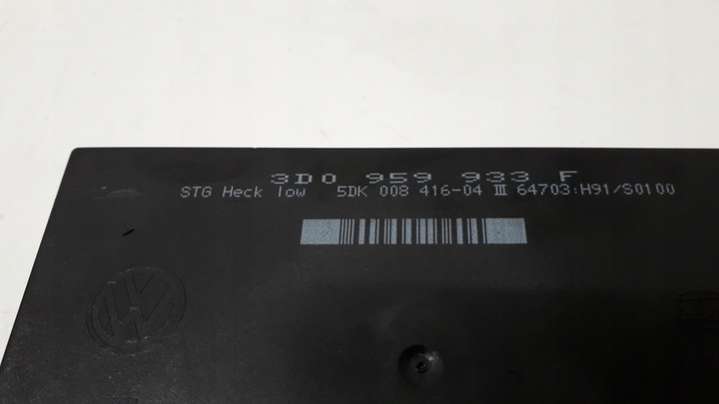 3D0 959 933 F
STG Heck low 5DK 008 416-04 III 64703:H91/S0100